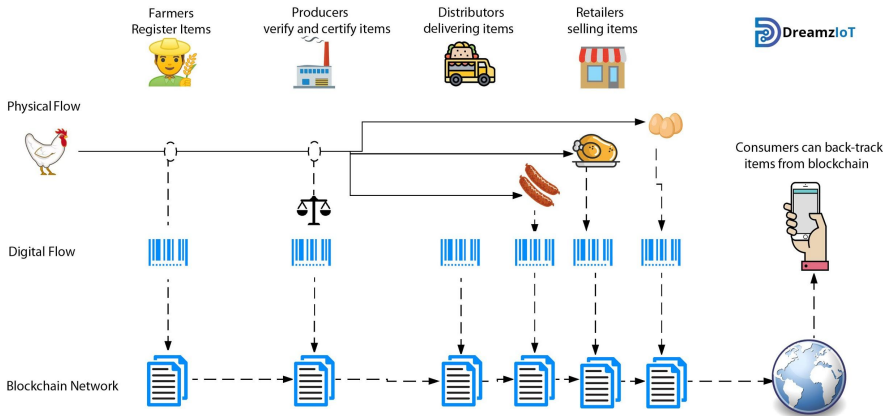 Farmers
Register Items
Producers
verify and certify items
Distributors
delivering items
Retailers
selling items
DreamzIoT
Physical Flow
Consumers can back-track
items from blockchain
Digital Flow
Blockchain Network